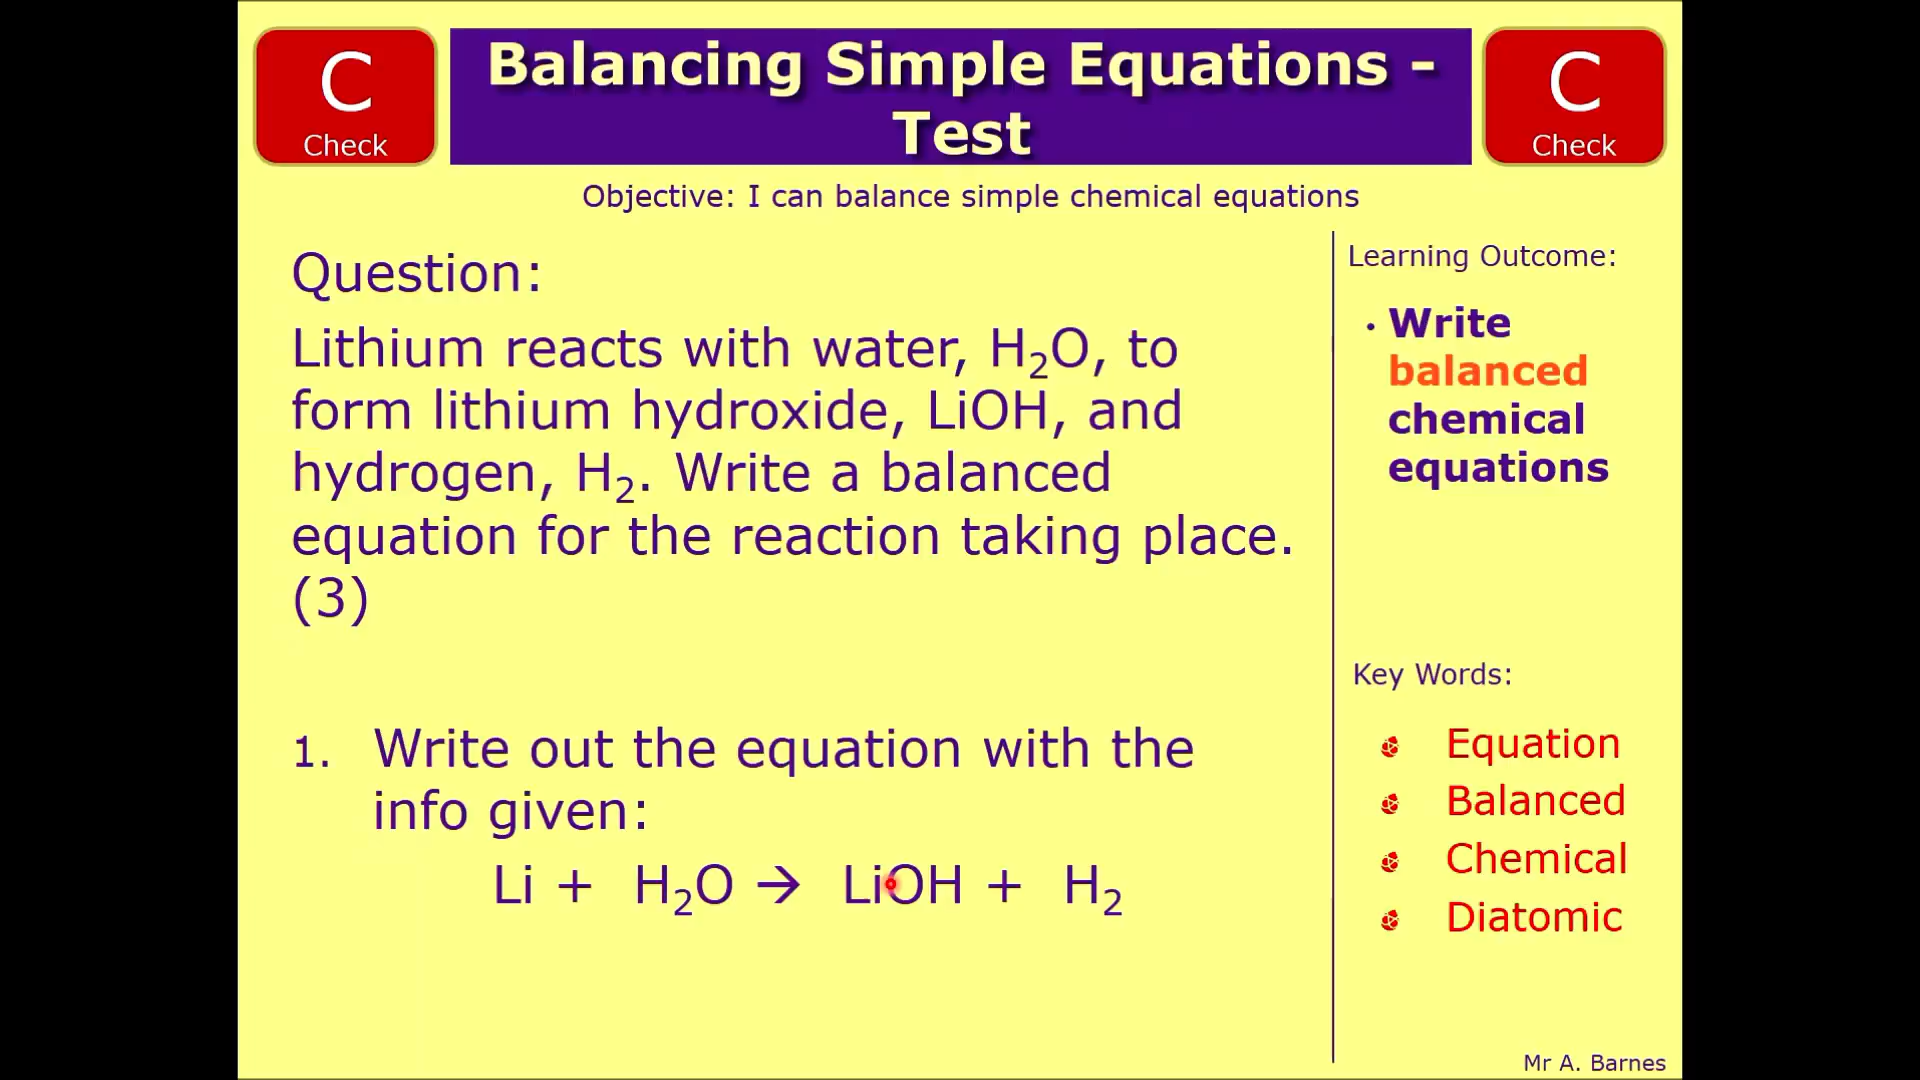 C
Check
Balancing Simple Equations -
Test
C
Check
Objective: I can balance simple chemical equations
Question:
Lithium reacts with water, H₂O, to
form lithium hydroxide, LiOH, and
hydrogen, H₂. Write a balanced
equation for the reaction taking place.
(3)
1. Write out the equation with the
info given:
Li + H₂O → LiOH + H₂
Learning Outcome:
• Write
balanced
chemical
equations
Key Words:
Equation
Balanced
Chemical
Diatomic
Mr A. Barnes